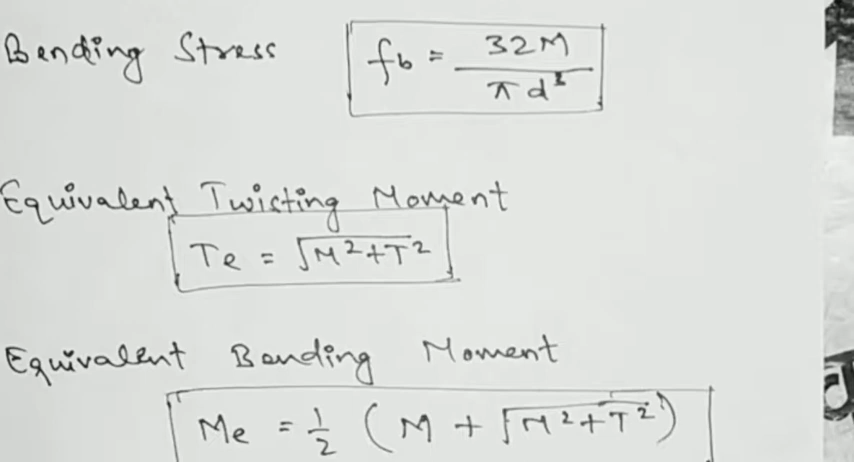 Bending Stress fb = 32M / πd³
Equivalent Twisting Moment
Te = √M²+T²
Equivalent Bending Moment
Me = 1/2 (M + √M²+T²)